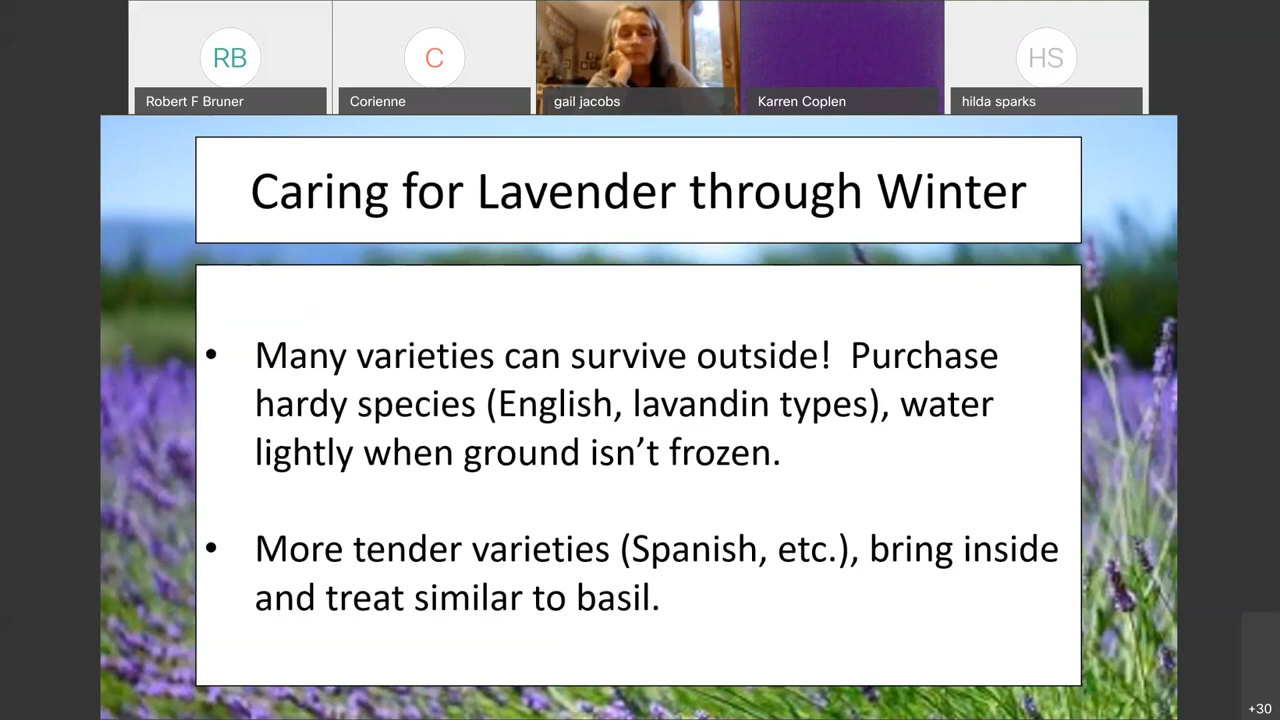 RB
C
HS
Robert F Bruner
Corienne
gail jacobs
Karren Coplen
hilda sparks
Caring for Lavender through Winter
• Many varieties can survive outside!  Purchase
hardy species (English, lavandin types), water
lightly when ground isn’t frozen.
• More tender varieties (Spanish, etc.), bring inside
and treat similar to basil.
+30